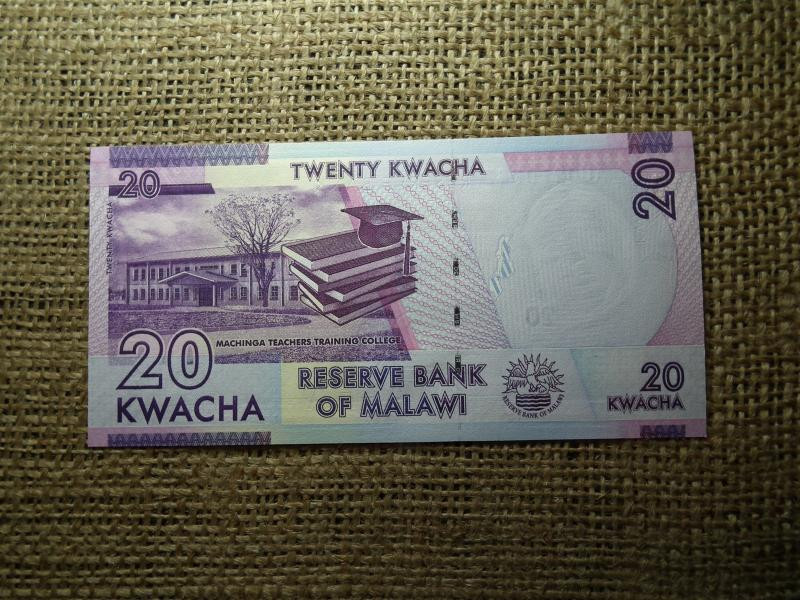 TWENTY KWACHA
20
20
TWENTY KWACHA
MACHINGA TEACHERS TRAINING COLLEGE
20
KWACHA
RESERVE BANK
OF MALAWI
RESERVE BANK OF MALAWI
20
KWACHA